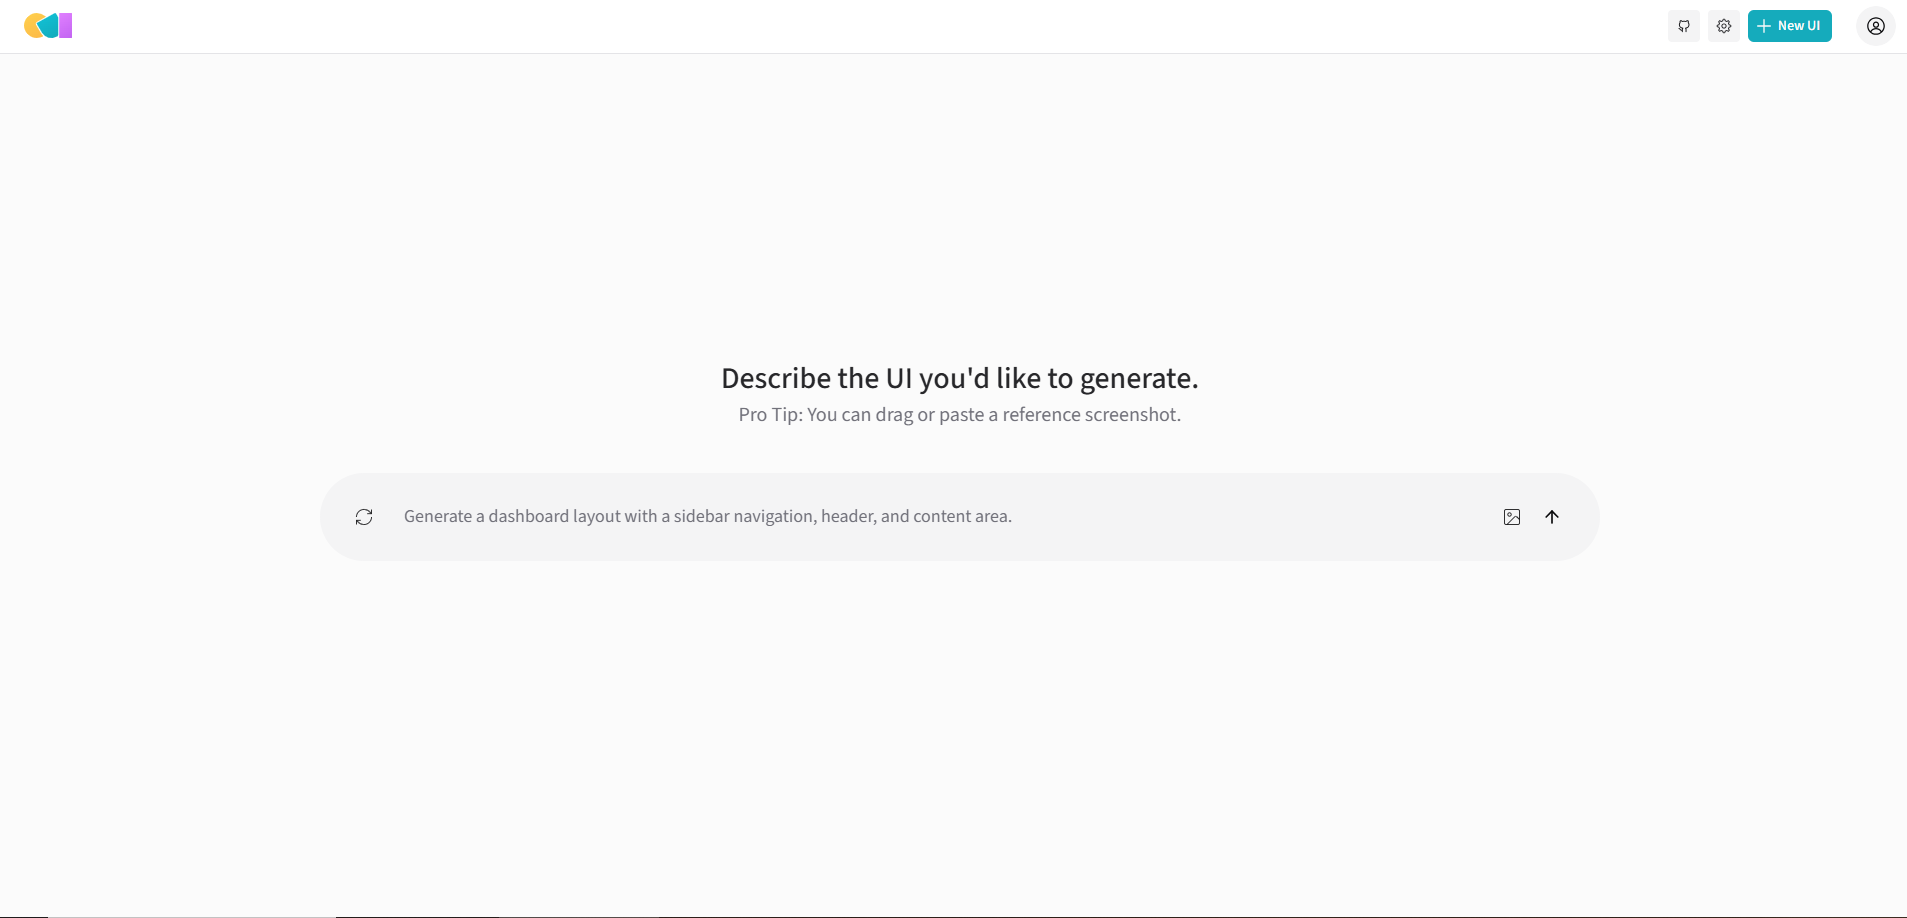 New UI
Describe the UI you'd like to generate.
Pro Tip: You can drag or paste a reference screenshot.
Generate a dashboard layout with a sidebar navigation, header, and content area.